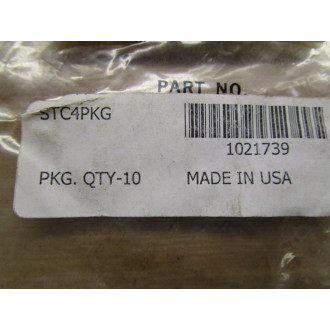 PART NO.
STC4PKG
1021739
PKG. QTY-10 MADE IN USA